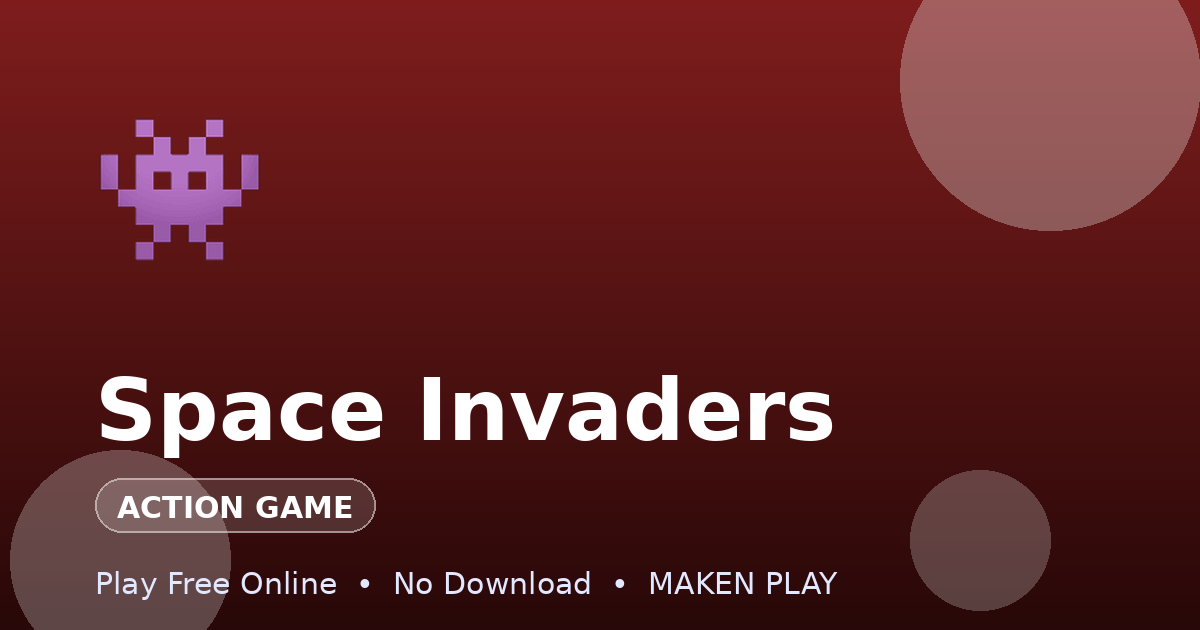 Space Invaders
ACTION GAME
Play Free Online • No Download • MAKEN PLAY